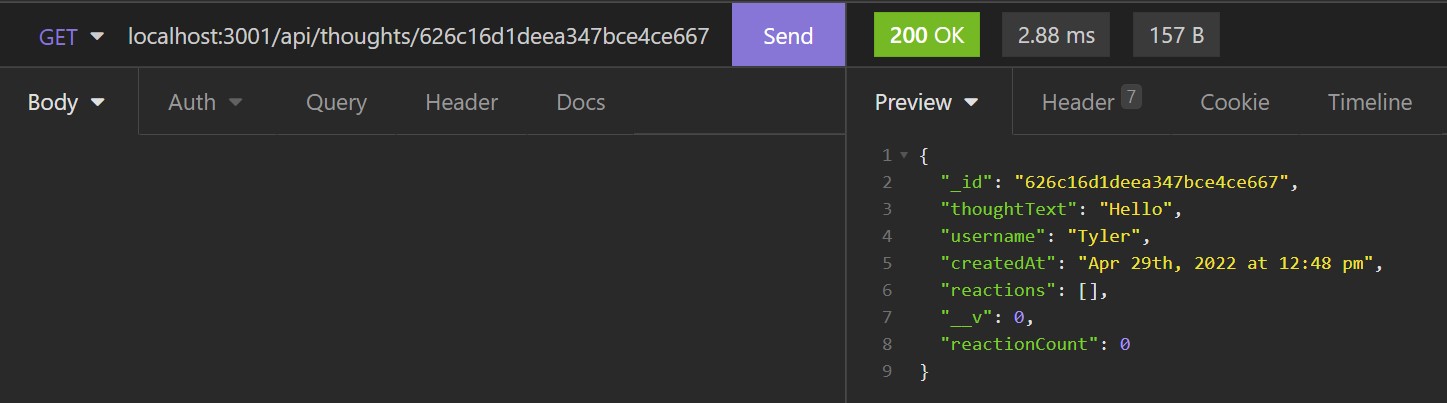 GET localhost:3001/api/thoughts/626c16d1deea347bce4ce667 Send 200 OK 2.88 ms 157 B
Body Auth Query Header Docs Preview Header 7 Cookie Timeline
1 {
2 "_id": "626c16d1deea347bce4ce667",
3 "thoughtText": "Hello",
4 "username": "Tyler",
5 "createdAt": "Apr 29th, 2022 at 12:48 pm",
6 "reactions": [],
7 "__v": 0,
8 "reactionCount": 0
9 }